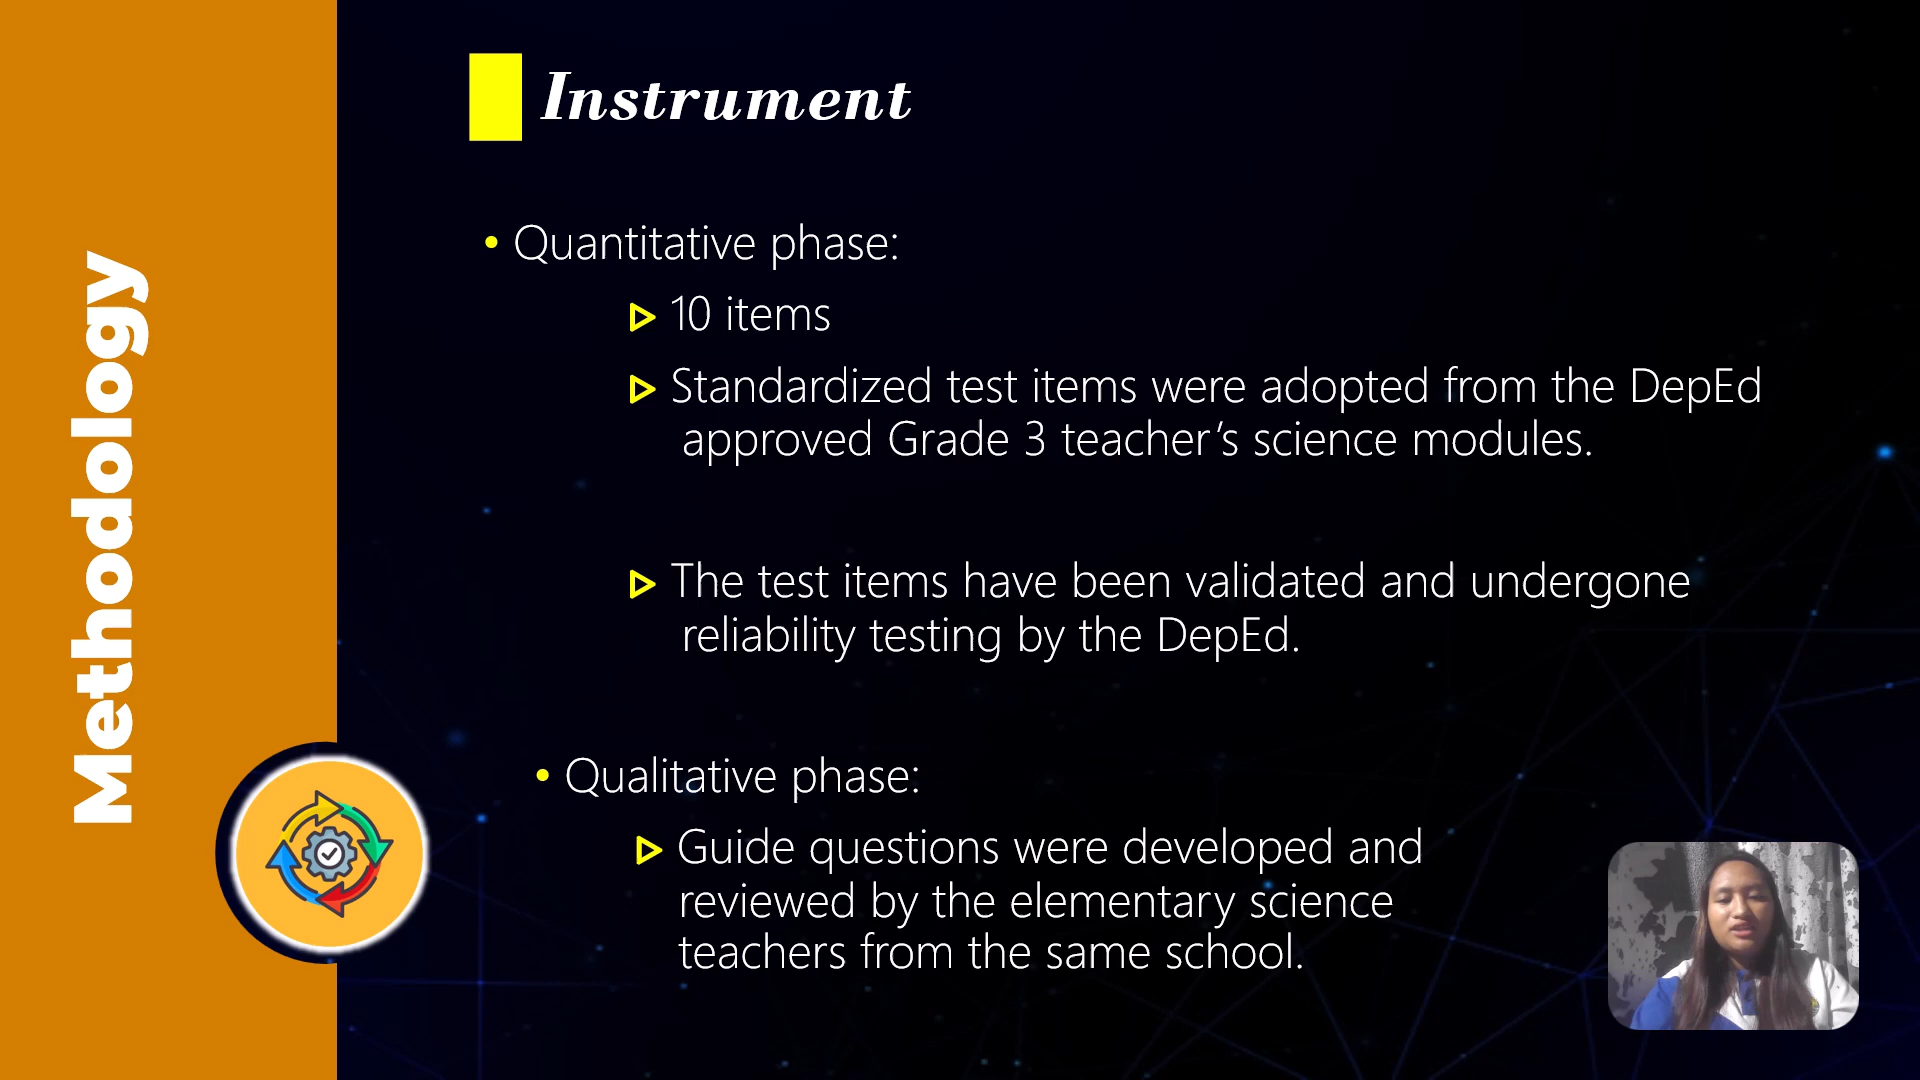 Methodology
Instrument
• Quantitative phase:
10 items
Standardized test items were adopted from the DepEd
approved Grade 3 teacher’s science modules.
The test items have been validated and undergone
reliability testing by the DepEd.
• Qualitative phase:
Guide questions were developed and
reviewed by the elementary science
teachers from the same school.